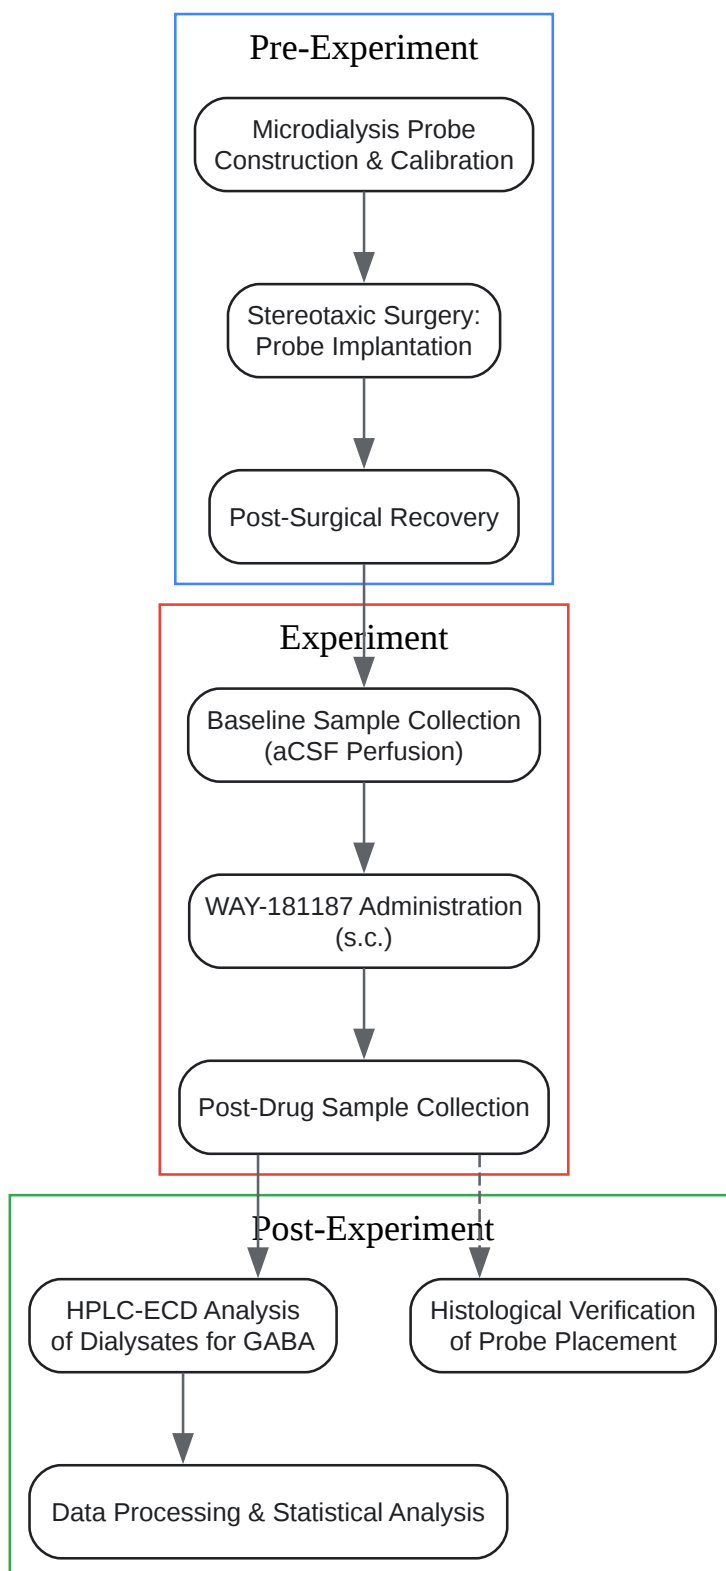 Pre-Experiment
Microdialysis Probe
Construction & Calibration
Stereotaxic Surgery:
Probe Implantation
Post-Surgical Recovery
Experiment
Baseline Sample Collection
(aCSF Perfusion)
WAY-181187 Administration
(s.c.)
Post-Drug Sample Collection
Post-Experiment
HPLC-ECD Analysis
of Dialysates for GABA
Histological Verification
of Probe Placement
Data Processing & Statistical Analysis